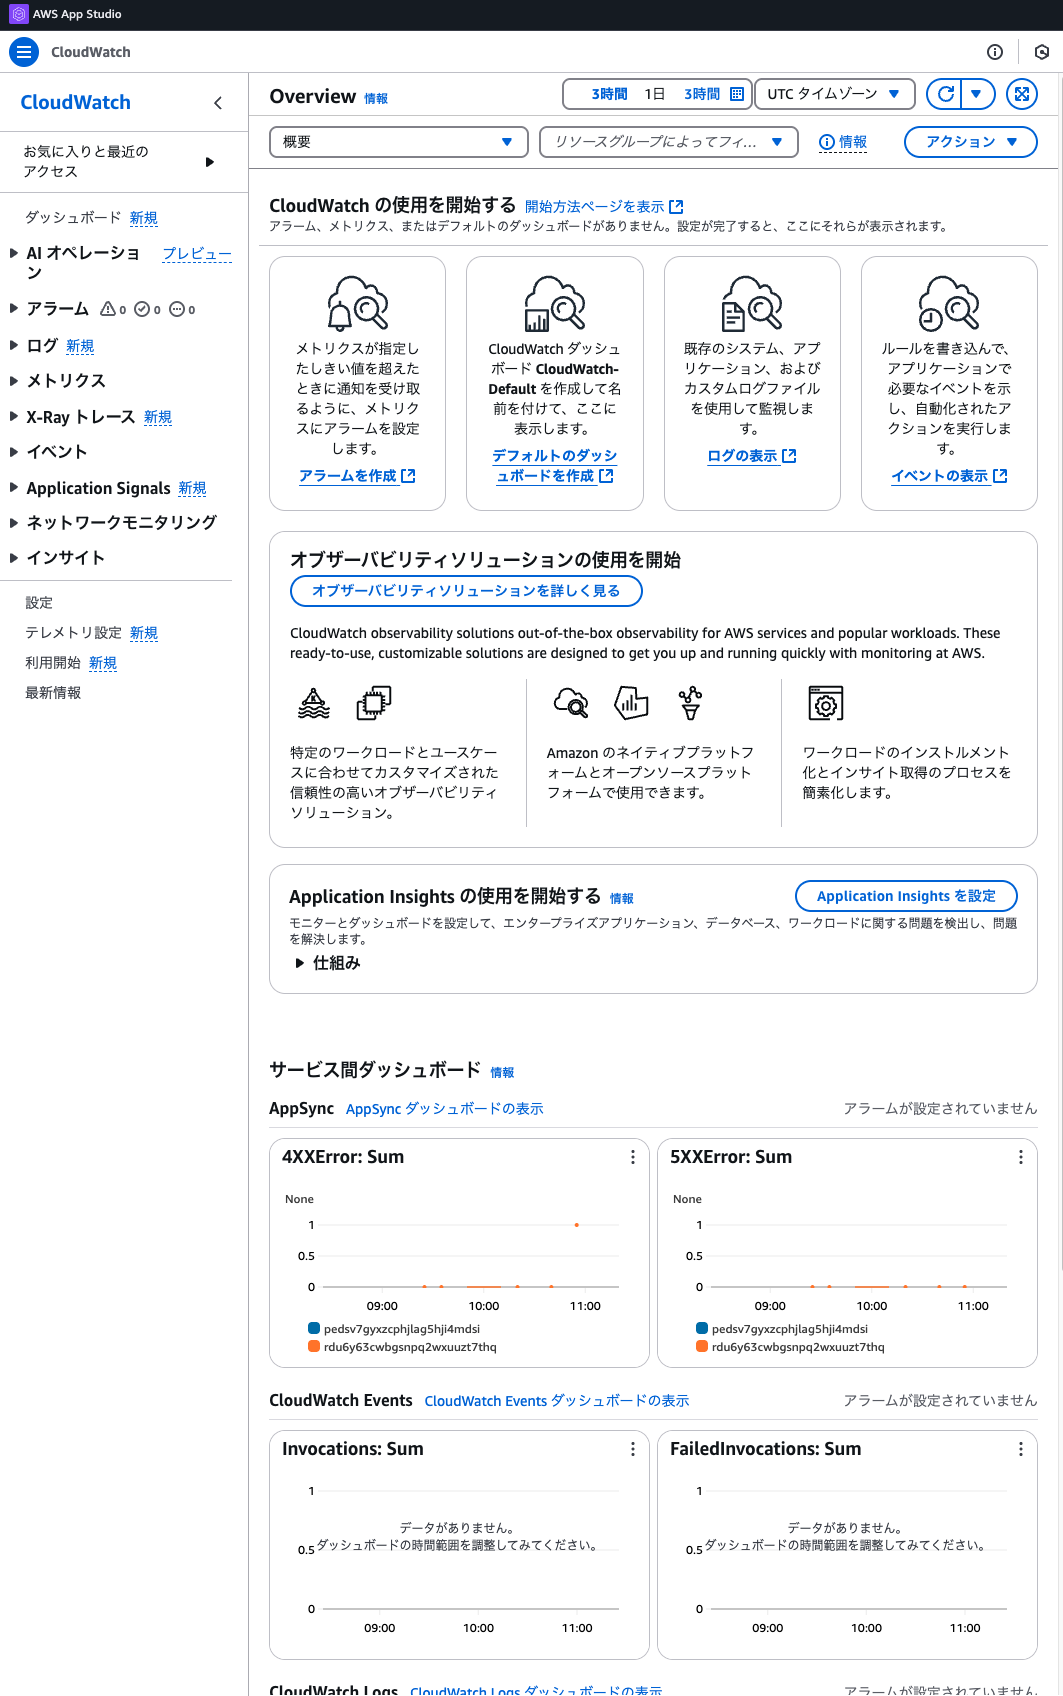 AWS App Studio
CloudWatch
CloudWatch
お気に入りと最近の
アクセス
ダッシュボード 新規
AI オペレーショ
ン
プレビュー
アラーム 0 0 0
ログ 新規
メトリクス
X-Ray トレース 新規
イベント
Application Signals 新規
ネットワークモニタリング
インサイト
設定
テレメトリ設定 新規
利用開始 新規
最新情報
Overview 情報
3時間 1日 3時間
UTC タイムゾーン
概要
リソースグループによってフィ...
情報
アクション
CloudWatch の使用を開始する 開始方法ページを表示
アラーム、メトリクス、またはデフォルトのダッシュボードがありません。設定が完了すると、ここにそれらが表示されます。
メトリクスが指定し
たしきい値を超えた
ときに通知を受け取
るように、メトリク
スにアラームを設定
します。
アラームを作成
CloudWatch ダッシュ
ボード CloudWatch-
Default を作成して名
前を付けて、ここに
表示します。
デフォルトのダッシ
ュボードを作成
既存のシステム、アプ
リケーション、および
カスタムログファイル
を使用して監視しま
す。
ログの表示
ルールを書き込んで、
アプリケーションで
必要なイベントを示
し、自動化されたア
クションを実行しま
す。
イベントの表示
オブザーバビリティソリューションの使用を開始
オブザーバビリティソリューションを詳しく見る
CloudWatch observability solutions out-of-the-box observability for AWS services and popular workloads. These
ready-to-use, customizable solutions are designed to get you up and running quickly with monitoring at AWS.
特定のワークロードとユースケー
スに合わせてカスタマイズされた
信頼性の高いオブザーバビリティ
ソリューション。
Amazon のネイティブプラットフ
ォームとオープンソースプラット
フォームで使用できます。
ワークロードのインストルメント
化とインサイト取得のプロセスを
簡素化します。
Application Insights の使用を開始する 情報
Application Insights を設定
モニターとダッシュボードを設定して、エンタープライズアプリケーション、データベース、ワークロードに関する問題を検出し、問題
を解決します。
仕組み
サービス間ダッシュボード 情報
AppSync AppSync ダッシュボードの表示 アラームが設定されていません
4XXError: Sum
None
1
0.5
0
09:00 10:00 11:00
pedsv7gyxzcphjlag5hji4mdsi
rdu6y63cwbgsnpq2wxuuzt7thq
5XXError: Sum
None
1
0.5
0
09:00 10:00 11:00
pedsv7gyxzcphjlag5hji4mdsi
rdu6y63cwbgsnpq2wxuuzt7thq
CloudWatch Events CloudWatch Events ダッシュボードの表示 アラームが設定されていません
Invocations: Sum
1
データがありません。
0.5 ダッシュボードの時間範囲を調整してみてください。
0
09:00 10:00 11:00
FailedInvocations: Sum
1
データがありません。
0.5 ダッシュボードの時間範囲を調整してみてください。
0
09:00 10:00 11:00
CloudWatch Logs CloudWatch Logs ダッシュボードの表示 アラームが設定されていません